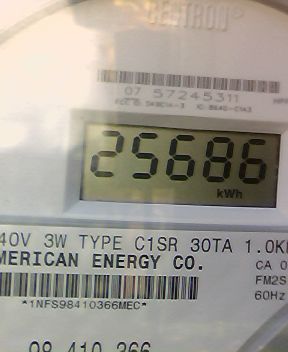 CENTRON®
07 57245311
25686
kWh
40V 3W TYPE C1SR 30TA 1.0K
MERICAN ENERGY CO.
CA 0
FM2S
60Hz
*1NFS98410366MEC*
98 410 366